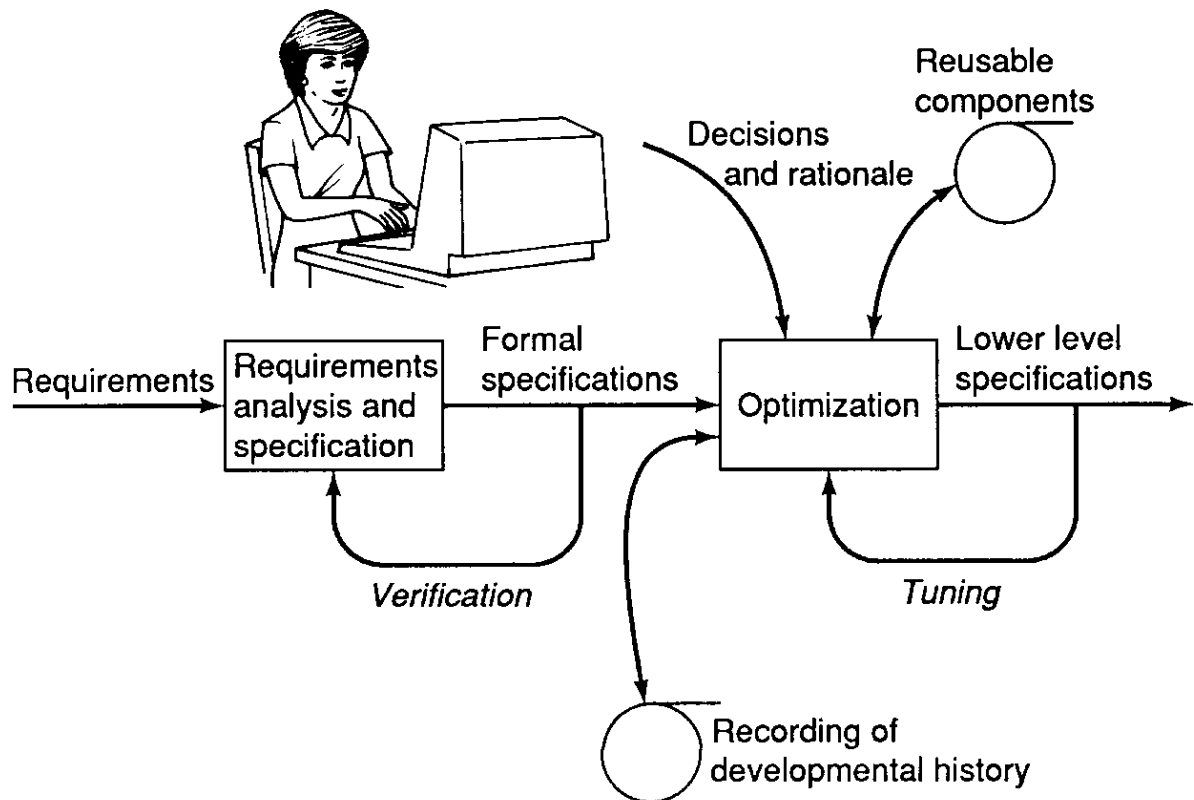 Reusable
components
Decisions
and rationale
Requirements
Requirements
analysis and
specification
Formal
specifications
Optimization
Lower level
specifications
Verification
Tuning
Recording of
developmental history